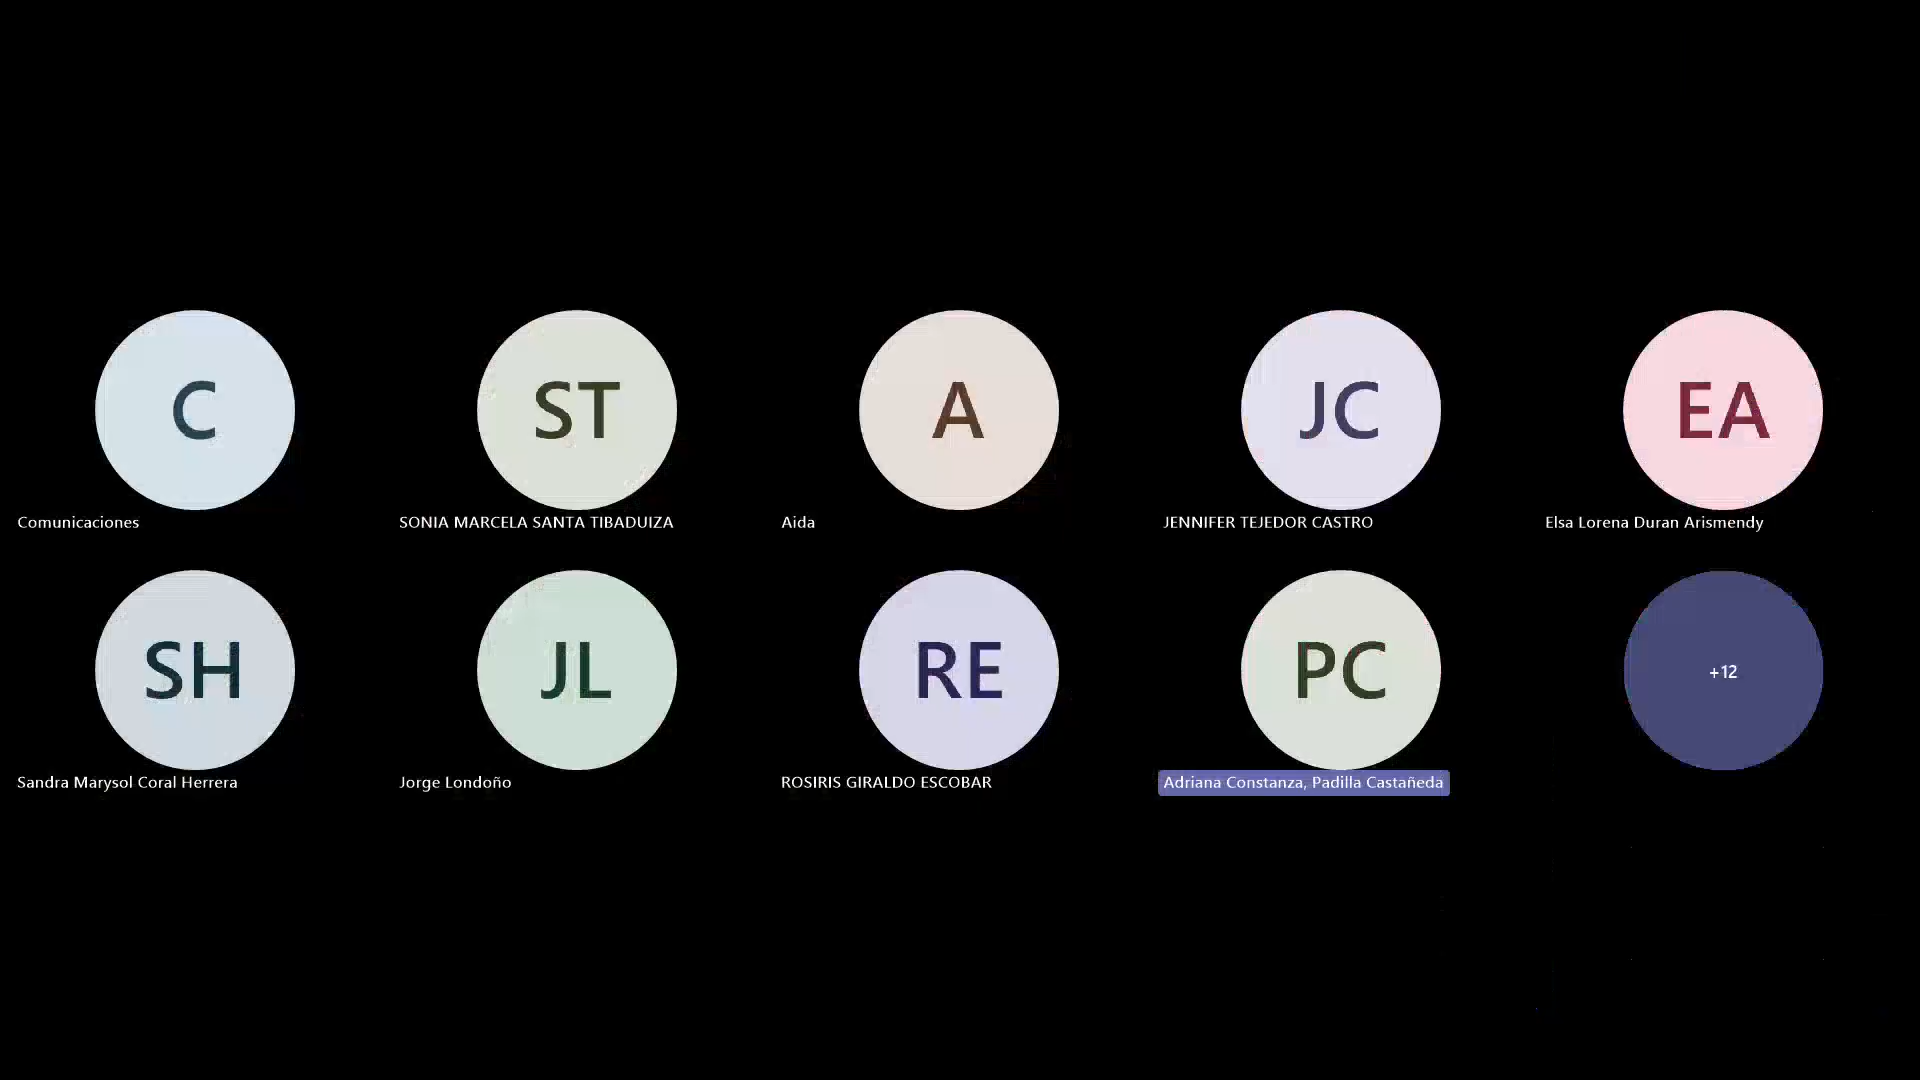 C
ST
A
JC
EA
Comunicaciones
SONIA MARCELA SANTA TIBADUIZA
Aida
JENNIFER TEJEDOR CASTRO
Elsa Lorena Duran Arismendy
SH
JL
RE
PC
+12
Sandra Marysol Coral Herrera
Jorge Londoño
ROSIRIS GIRALDO ESCOBAR
Adriana Constanza, Padilla Castañeda